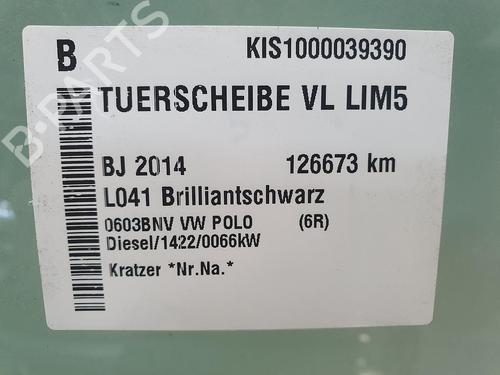 B KIS1000039390
TUERSCHEIBE VL LIM5
BJ 2014 126673 km
L041 Brilliantschwarz
0603BNV VW POLO (6R)
Diesel/1422/0066kW
Kratzer *Nr.Na.*
B-PARTS